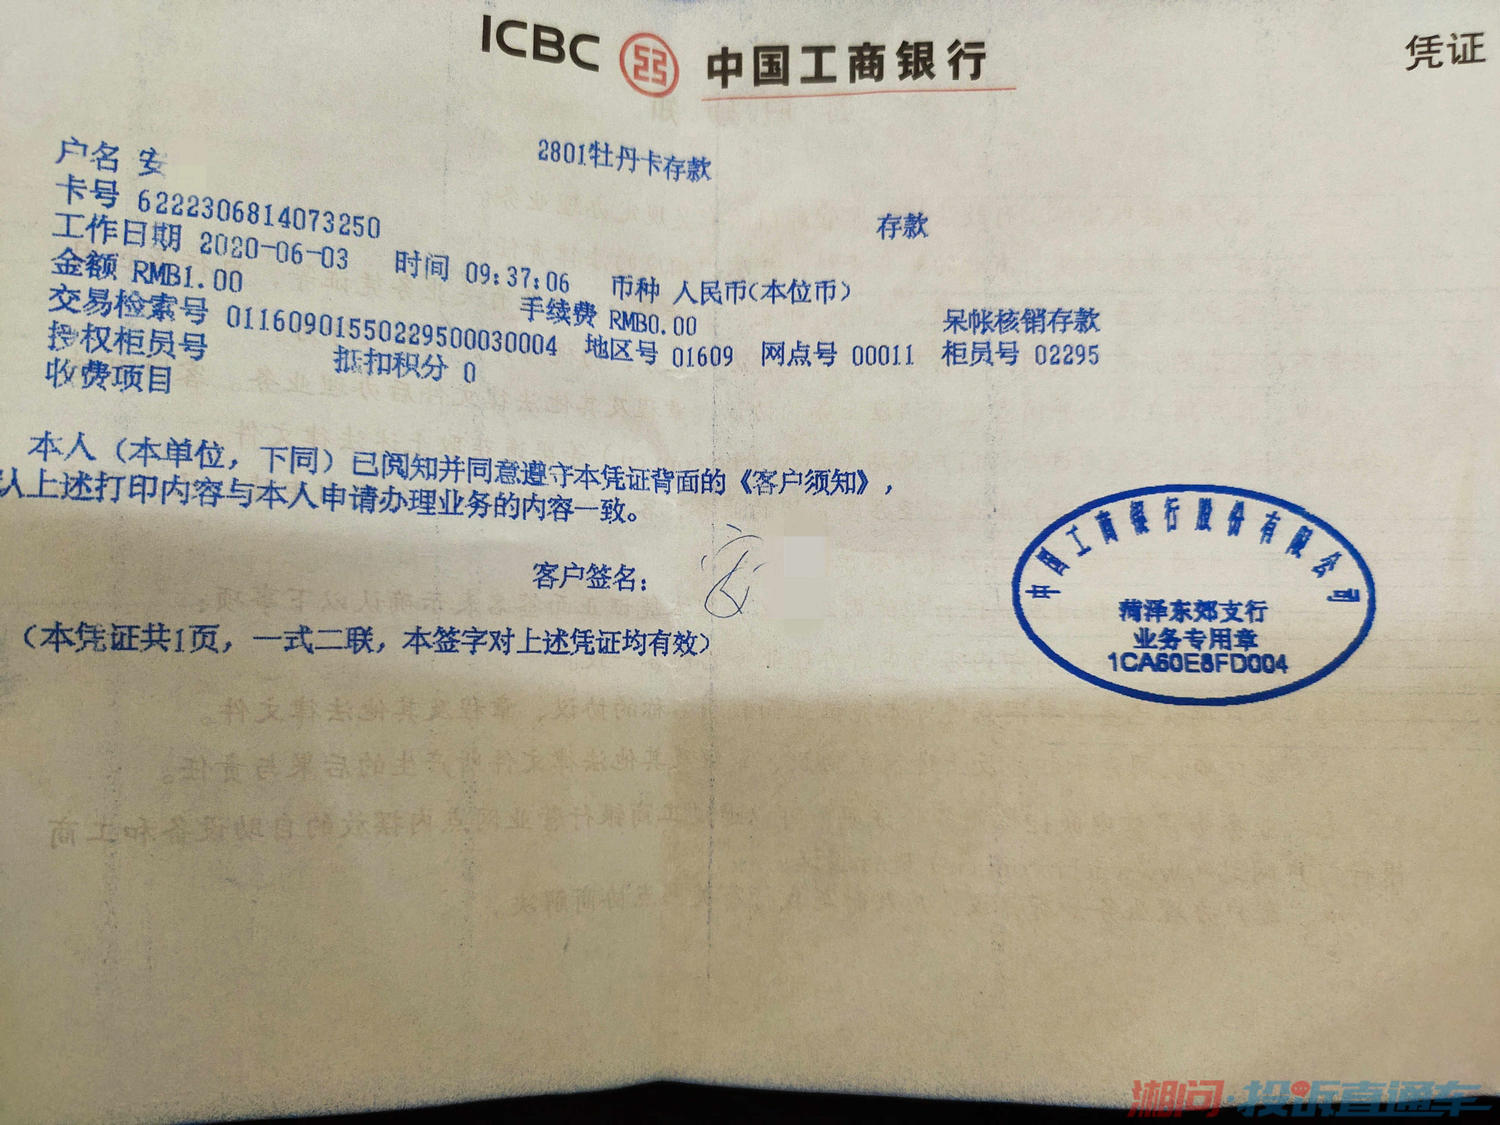 ICBC 中国工商银行
凭证
户名 安
2801牡丹卡存款
卡号 6222306814073250
存款
工作日期 2020-06-03 时间 09:37:06 币种 人民币(本位币)
金额 RMB1.00
手续费 RMB0.00
呆帐核销存款
交易检索号 01160901550229500030004 地区号 01609 网点号 00011 柜员号 02295
授权柜员号
抵扣积分 0
收费项目
本人（本单位，下同）已阅知并同意遵守本凭证背面的《客户须知》，
认上述打印内容与本人申请办理业务的内容一致。
客户签名： 安
（本凭证共1页，一式二联，本签字对上述凭证均有效）
中国工商银行股份有限公司
菏泽东郊支行
业务专用章
1CA60E8FD004
湘问·投诉直通车